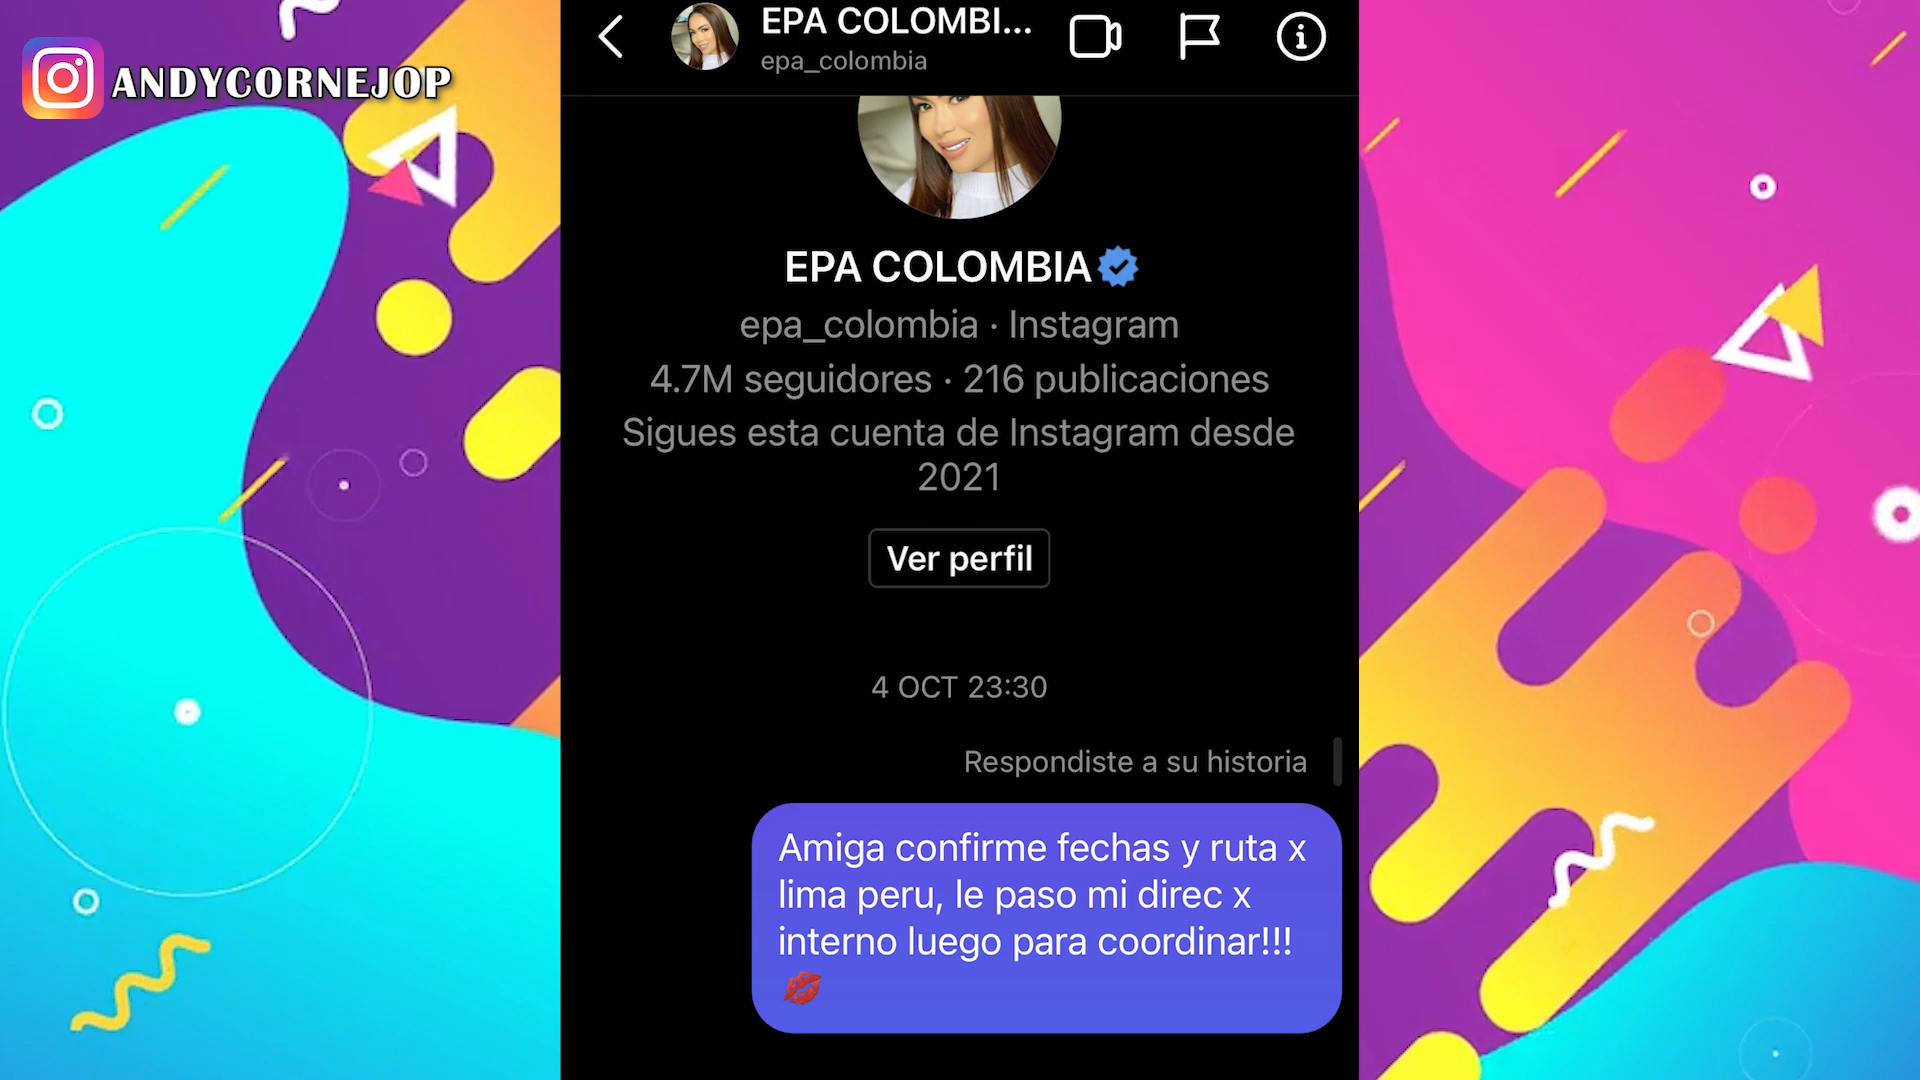 ANDYCORNEJOP
EPA COLOMBI...
epa_colombia
EPA COLOMBIA
epa_colombia · Instagram
4.7M seguidores · 216 publicaciones
Sigues esta cuenta de Instagram desde
2021
Ver perfil
4 OCT 23:30
Respondiste a su historia
Amiga confirme fechas y ruta x
lima peru, le paso mi direc x
interno luego para coordinar!!!
💋